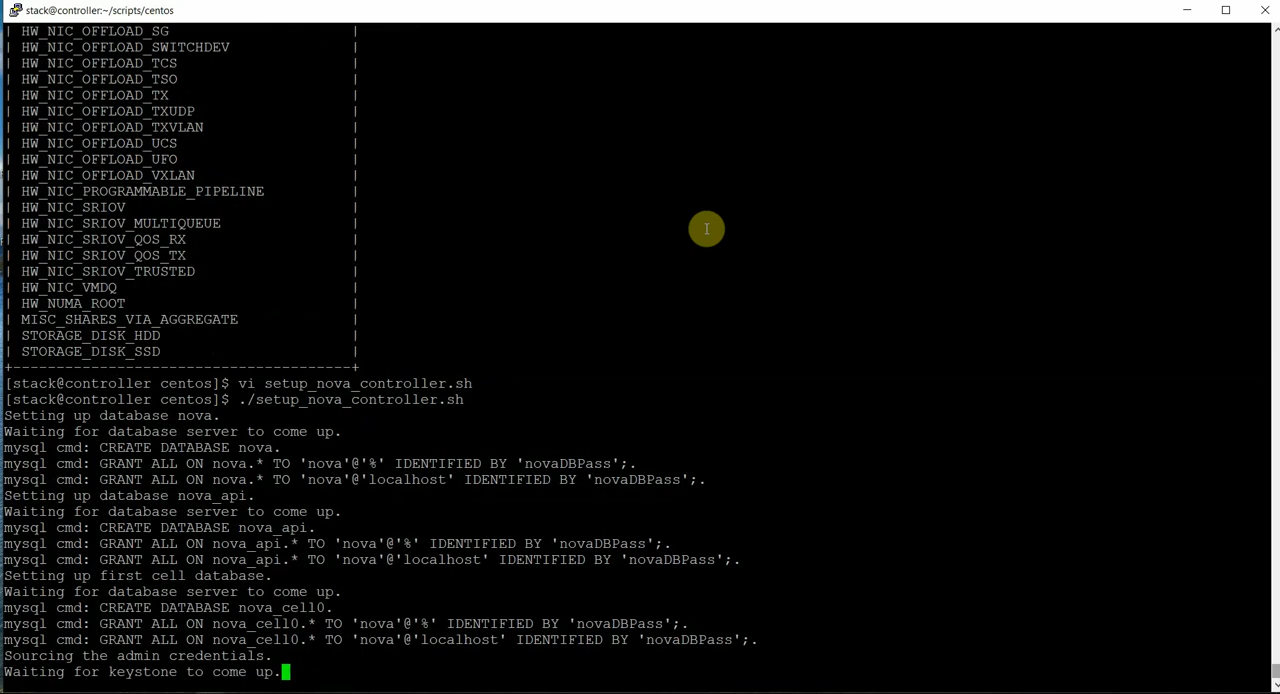 stack@controller:~/scripts/centos
| HW_NIC_OFFLOAD_SG |
| HW_NIC_OFFLOAD_SWITCHDEV |
| HW_NIC_OFFLOAD_TCS |
| HW_NIC_OFFLOAD_TSO |
| HW_NIC_OFFLOAD_TX |
| HW_NIC_OFFLOAD_TXUDP |
| HW_NIC_OFFLOAD_TXVLAN |
| HW_NIC_OFFLOAD_UCS |
| HW_NIC_OFFLOAD_UFO |
| HW_NIC_OFFLOAD_VXLAN |
| HW_NIC_PROGRAMMABLE_PIPELINE |
| HW_NIC_SRIOV |
| HW_NIC_SRIOV_MULTIQUEUE |
| HW_NIC_SRIOV_QOS_RX |
| HW_NIC_SRIOV_QOS_TX |
| HW_NIC_SRIOV_TRUSTED |
| HW_NIC_VMDQ |
| HW_NUMA_ROOT |
| MISC_SHARES_VIA_AGGREGATE |
| STORAGE_DISK_HDD |
| STORAGE_DISK_SSD |
+---------------------------------------+
[stack@controller centos]$ vi setup_nova_controller.sh
[stack@controller centos]$ ./setup_nova_controller.sh
Setting up database nova.
Waiting for database server to come up.
mysql cmd: CREATE DATABASE nova.
mysql cmd: GRANT ALL ON nova.* TO 'nova'@'%' IDENTIFIED BY 'novaDBPass';.
mysql cmd: GRANT ALL ON nova.* TO 'nova'@'localhost' IDENTIFIED BY 'novaDBPass';.
Setting up database nova_api.
Waiting for database server to come up.
mysql cmd: CREATE DATABASE nova_api.
mysql cmd: GRANT ALL ON nova_api.* TO 'nova'@'%' IDENTIFIED BY 'novaDBPass';.
mysql cmd: GRANT ALL ON nova_api.* TO 'nova'@'localhost' IDENTIFIED BY 'novaDBPass';.
Setting up first cell database.
Waiting for database server to come up.
mysql cmd: CREATE DATABASE nova_cell0.
mysql cmd: GRANT ALL ON nova_cell0.* TO 'nova'@'%' IDENTIFIED BY 'novaDBPass';.
mysql cmd: GRANT ALL ON nova_cell0.* TO 'nova'@'localhost' IDENTIFIED BY 'novaDBPass';.
Sourcing the admin credentials.
Waiting for keystone to come up.